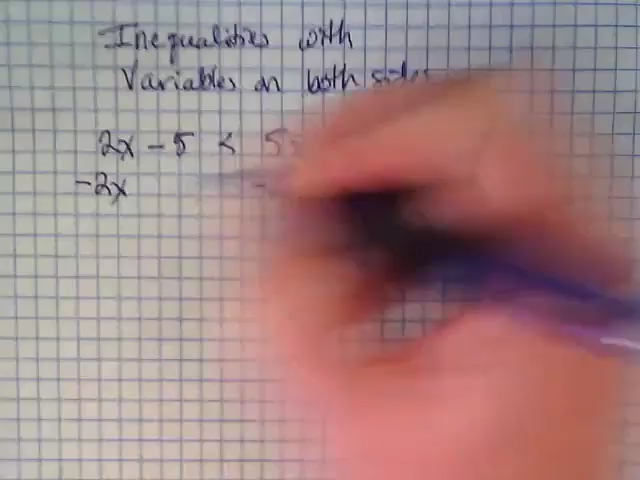 Inequalities with
Variables on both sides
2x - 5 < 5
-2x -